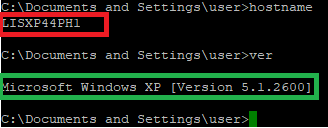 C:\Documents and Settings\user>hostname
LISXP44PH1
C:\Documents and Settings\user>ver
Microsoft Windows XP [Version 5.1.2600]
C:\Documents and Settings\user>